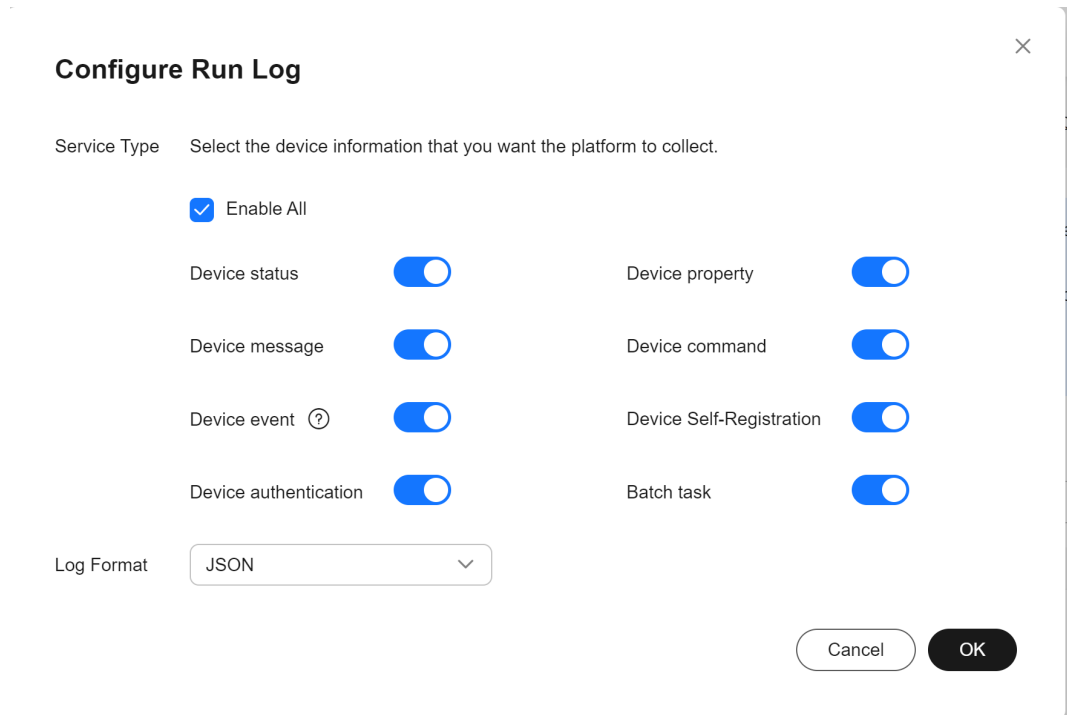 Configure Run Log
Service Type Select the device information that you want the platform to collect.
Enable All
Device status Device property
Device message Device command
Device event ? Device Self-Registration
Device authentication Batch task
Log Format JSON
Cancel OK